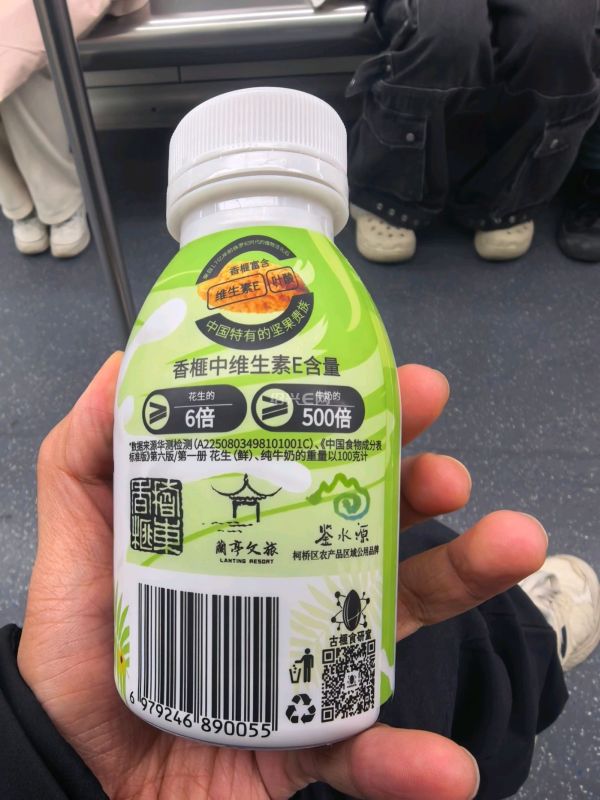 香榧富含
维生素E
叶酸
中国特有的坚果贵族
香榧中维生素E含量
≥
花生的
6倍
≥
牛奶的
500倍
*数据来源华测检测（A2250803498101001C）、《中国食物成分表
标准版》第六版/第一册 花生（鲜）、纯牛奶的重量以100克计
蘭亭文旅
LANTING RESORT
鉴水源
柯桥区农产品区域公用品牌
古榧食研室
6 979246 890055